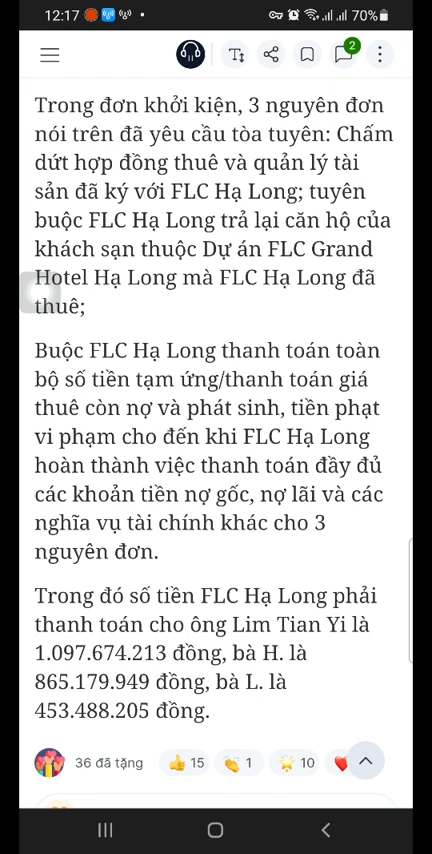 12:17
70%
2
Trong đơn khởi kiện, 3 nguyên đơn
nói trên đã yêu cầu tòa tuyên: Chấm
dứt hợp đồng thuê và quản lý tài
sản đã ký với FLC Hạ Long; tuyên
buộc FLC Hạ Long trả lại căn hộ của
khách sạn thuộc Dự án FLC Grand
Hotel Hạ Long mà FLC Hạ Long đã
thuê;
Buộc FLC Hạ Long thanh toán toàn
bộ số tiền tạm ứng/thanh toán giá
thuê còn nợ và phát sinh, tiền phạt
vi phạm cho đến khi FLC Hạ Long
hoàn thành việc thanh toán đầy đủ
các khoản tiền nợ gốc, nợ lãi và các
nghĩa vụ tài chính khác cho 3
nguyên đơn.
Trong đó số tiền FLC Hạ Long phải
thanh toán cho ông Lim Tian Yi là
1.097.674.213 đồng, bà H. là
865.179.949 đồng, bà L. là
453.488.205 đồng.
36 đã tặng 15 1 10